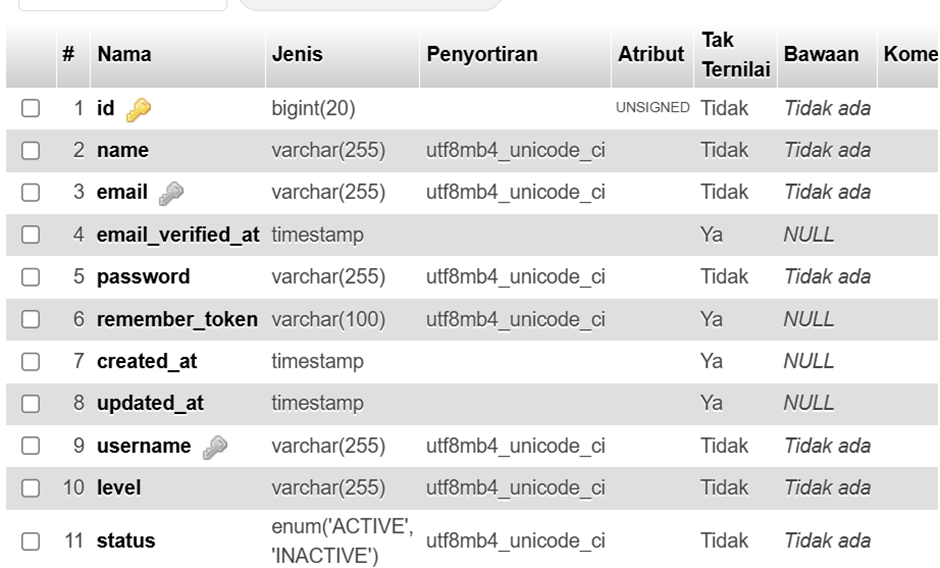 # Nama Jenis Penyortiran Atribut Tak Ternilai Bawaan Kome
1 id bigint(20) UNSIGNED Tidak Tidak ada
2 name varchar(255) utf8mb4_unicode_ci Tidak Tidak ada
3 email varchar(255) utf8mb4_unicode_ci Tidak Tidak ada
4 email_verified_at timestamp Ya NULL
5 password varchar(255) utf8mb4_unicode_ci Tidak Tidak ada
6 remember_token varchar(100) utf8mb4_unicode_ci Ya NULL
7 created_at timestamp Ya NULL
8 updated_at timestamp Ya NULL
9 username varchar(255) utf8mb4_unicode_ci Tidak Tidak ada
10 level varchar(255) utf8mb4_unicode_ci Tidak Tidak ada
11 status enum('ACTIVE', 'INACTIVE') utf8mb4_unicode_ci Tidak Tidak ada